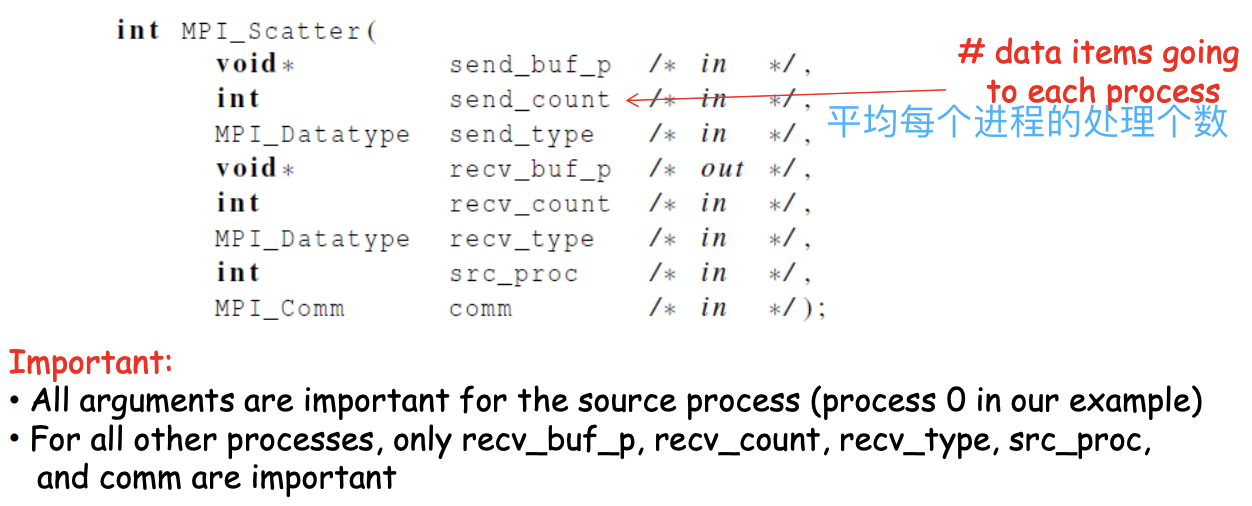 int MPI_Scatter(
void* send_buf_p /* in */,
int send_count /* in */,
MPI_Datatype send_type /* in */,
void* recv_buf_p /* out */,
int recv_count /* in */,
MPI_Datatype recv_type /* in */,
int src_proc /* in */,
MPI_Comm comm /* in */);
# data items going
to each process
平均每个进程的处理个数
Important:
• All arguments are important for the source process (process 0 in our example)
• For all other processes, only recv_buf_p, recv_count, recv_type, src_proc,
and comm are important